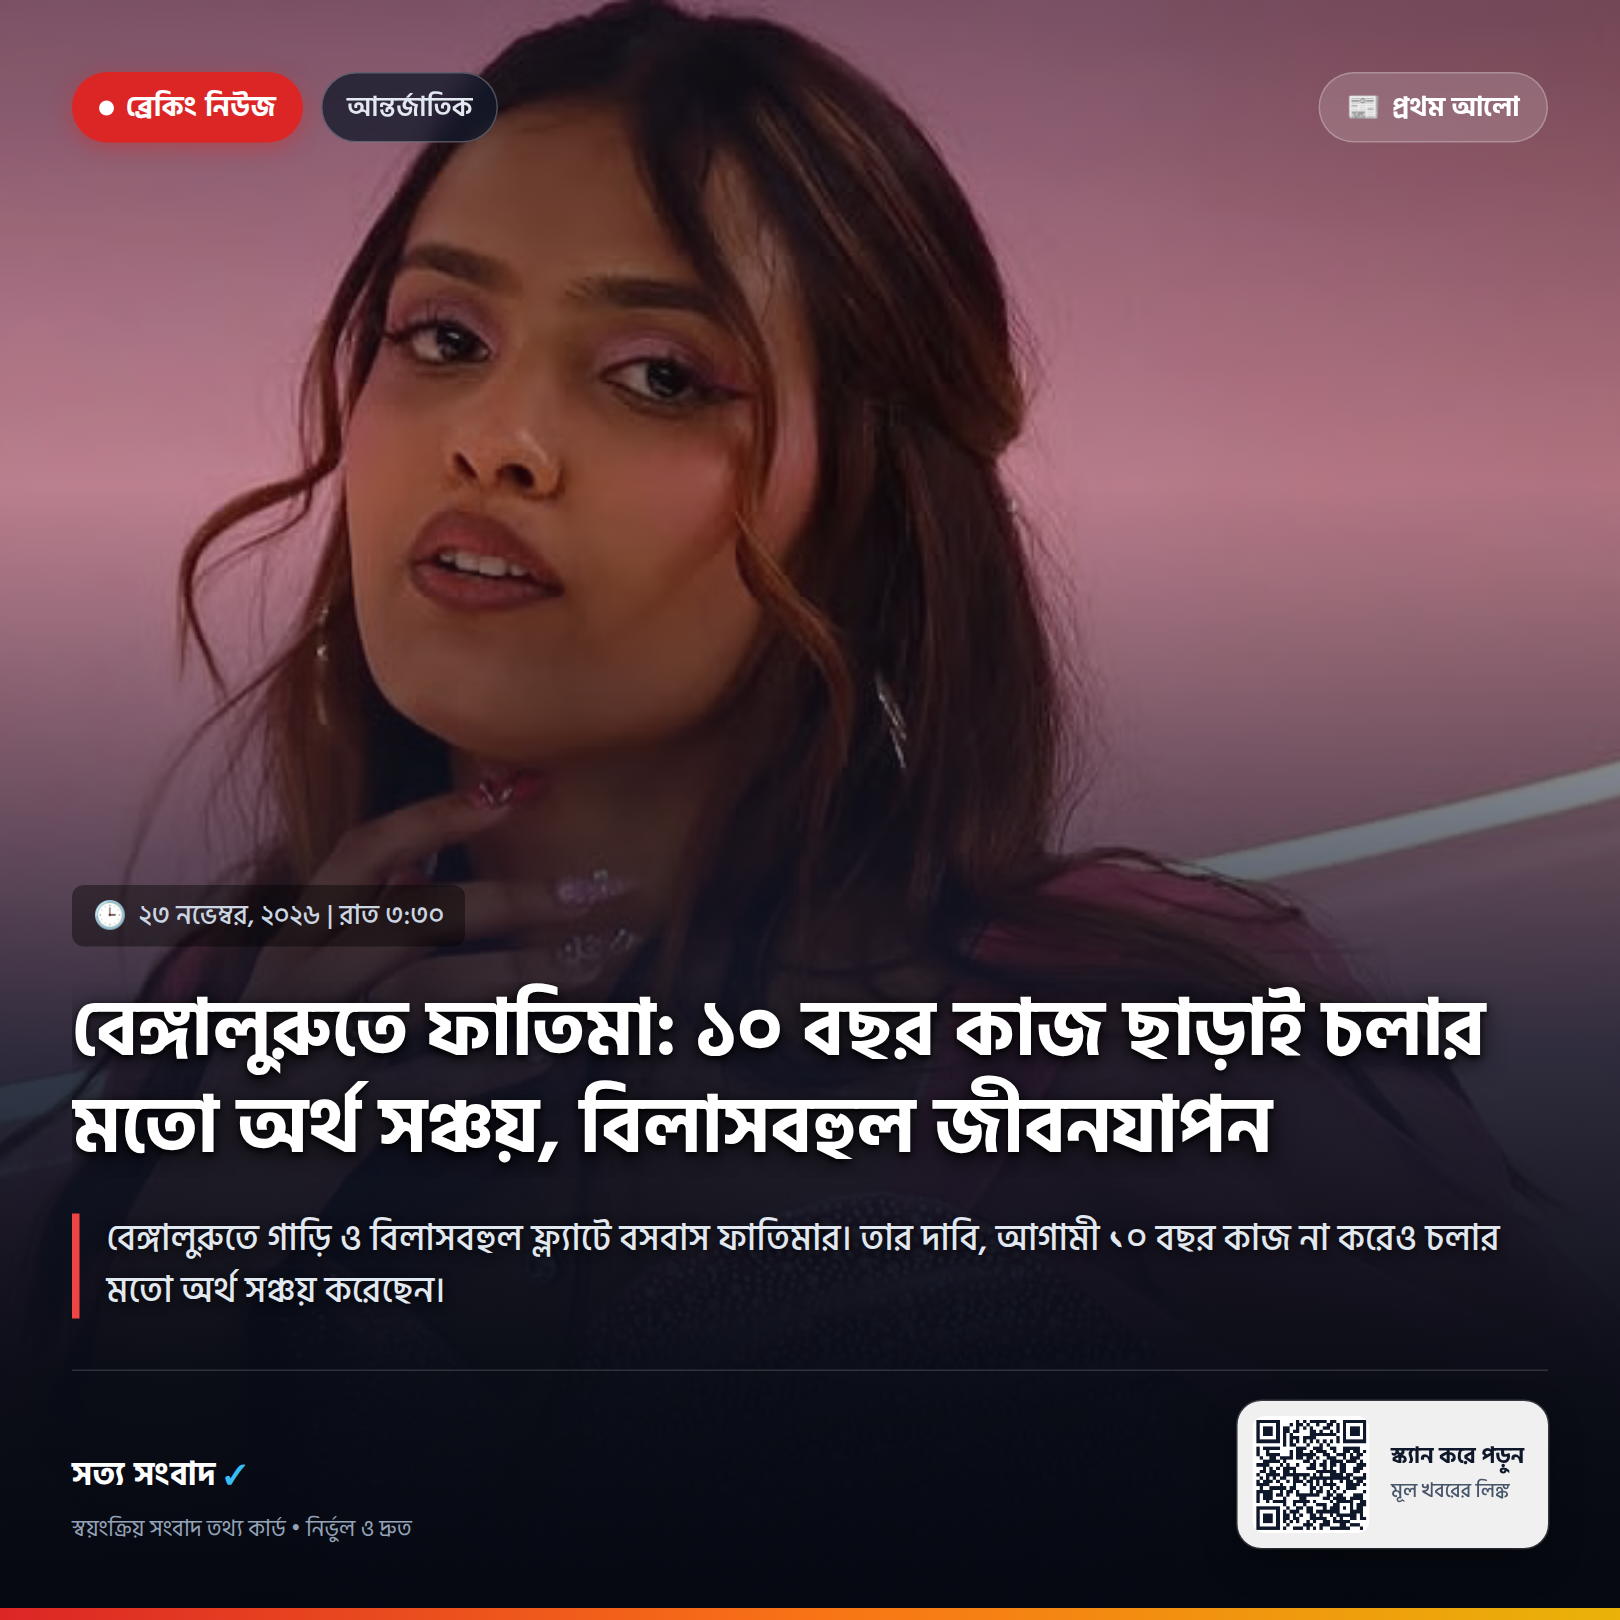 ব্রেকিং নিউজ
আন্তর্জাতিক
প্রথম আলো
২৩ নভেম্বর, ২০২৬ | রাত ৩:৩০
বেঙ্গালুরুতে ফাতিমা: ১০ বছর কাজ ছাড়াই চলার
মতো অর্থ সঞ্চয়, বিলাসবহুল জীবনযাপন
বেঙ্গালুরুতে গাড়ি ও বিলাসবহুল ফ্ল্যাটে বসবাস ফাতিমার। তার দাবি, আগামী ১০ বছর কাজ না করেও চলার
মতো অর্থ সঞ্চয় করেছেন।
সত্য সংবাদ ✓
স্বয়ংক্রিয় সংবাদ তথ্য কার্ড • নির্ভুল ও দ্রুত
স্ক্যান করে পড়ুন
মূল খবরের লিঙ্ক